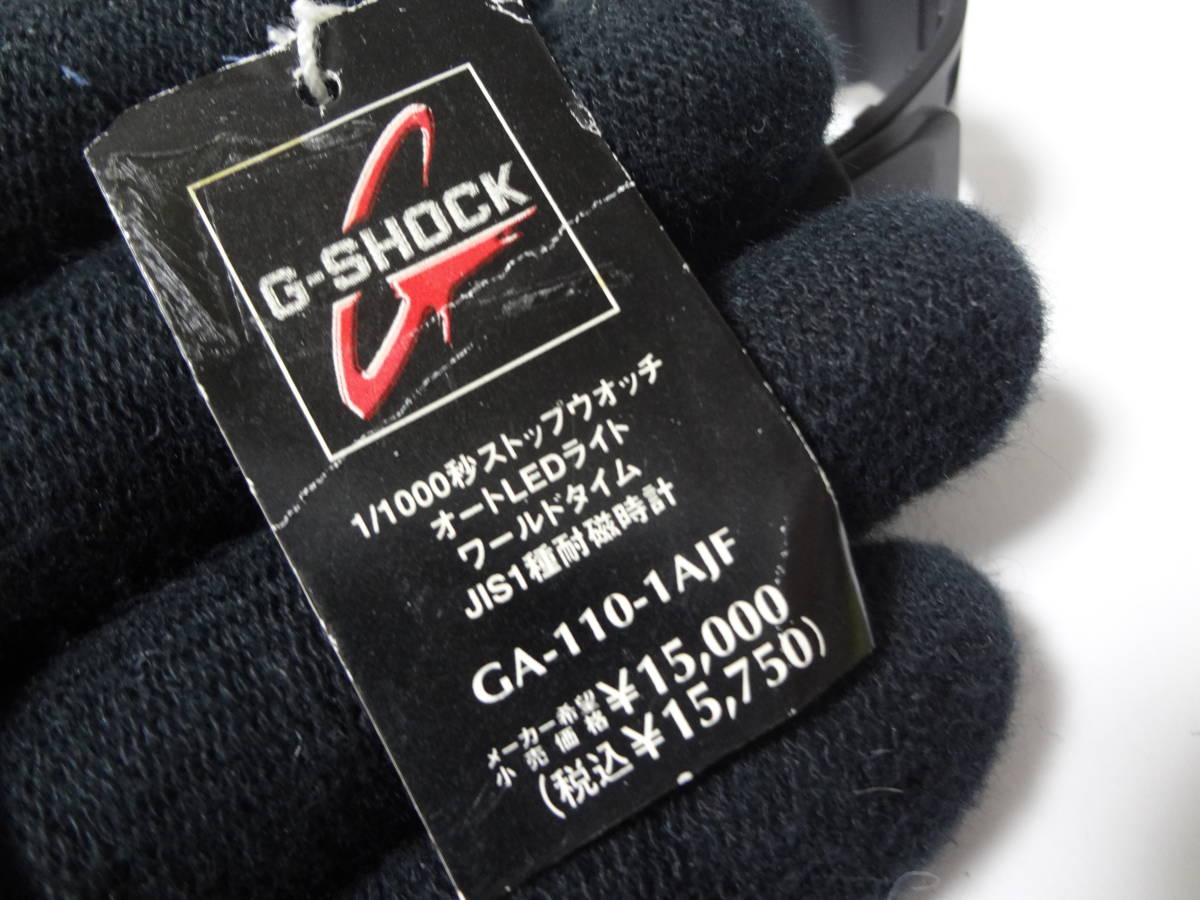 G-SHOCK
1/1000秒ストップウオッチ
オートLEDライト
ワールドタイム
JIS1種耐磁時計
GA-110-1AJF
メーカー希望
小売価格 ¥15,000
(税込¥15,750)